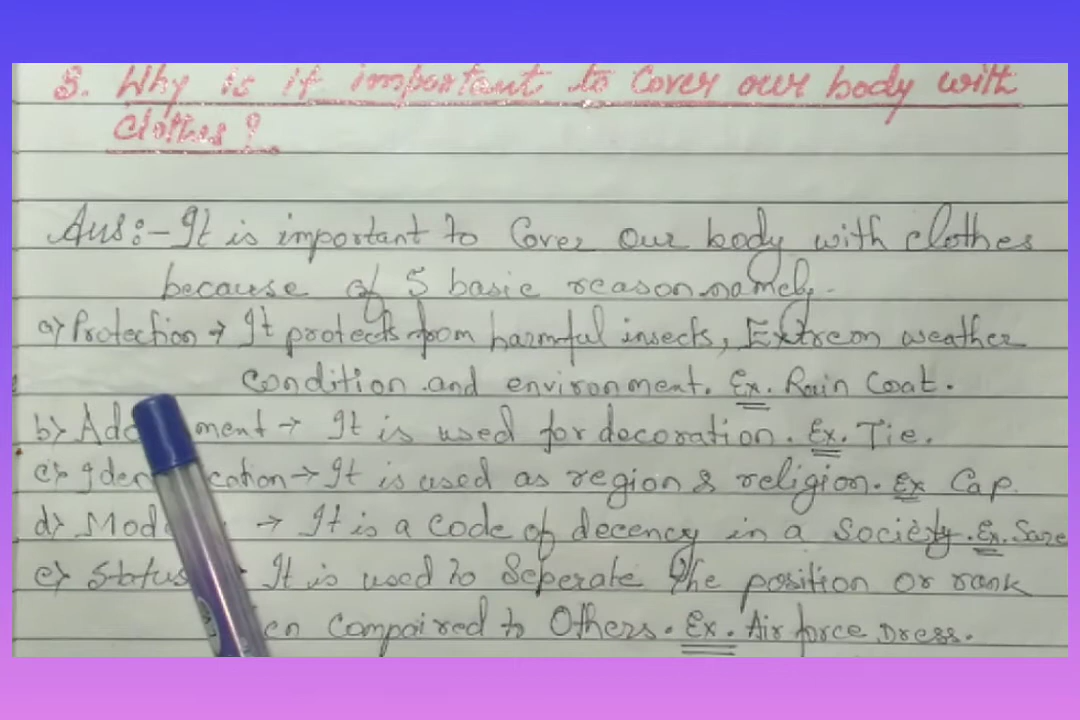 3. Why is it important to Cover our body with
Clothes?
Ans:- It is important to Cover Our body with clothes
because of 5 basic reason namely.
a) Protection → It protects from harmful insects, Extreem weather
Condition and environment. Ex. Rain Coat.
b) Ado ment → It is used for decoration. Ex. Tie.
c) Iden cation → It is used as region & religion. Ex Cap.
d) Mode → It is a Code of decency in a Society. Ex. Sare
e) Status → It is used to Seperate The position or rank
en Compaired to Others. Ex. Air force Dress.